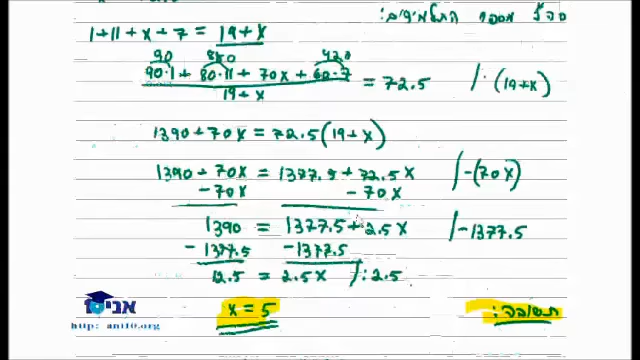 סה"כ מספר התלמידים:
1+11+x+7 = 19+x
90 880 420
90·1 + 80·11 + 70x + 60·7
19+x
= 72.5 /·(19+x)
1390+70x = 72.5(19+x)
1390+70x = 1377.5+72.5x /-(70x)
-70x -70x
1390 = 1377.5+2.5x /-1377.5
-1377.5 -1377.5
12.5 = 2.5x /:2.5
תשובה: x = 5
אני10
http: ani10.org